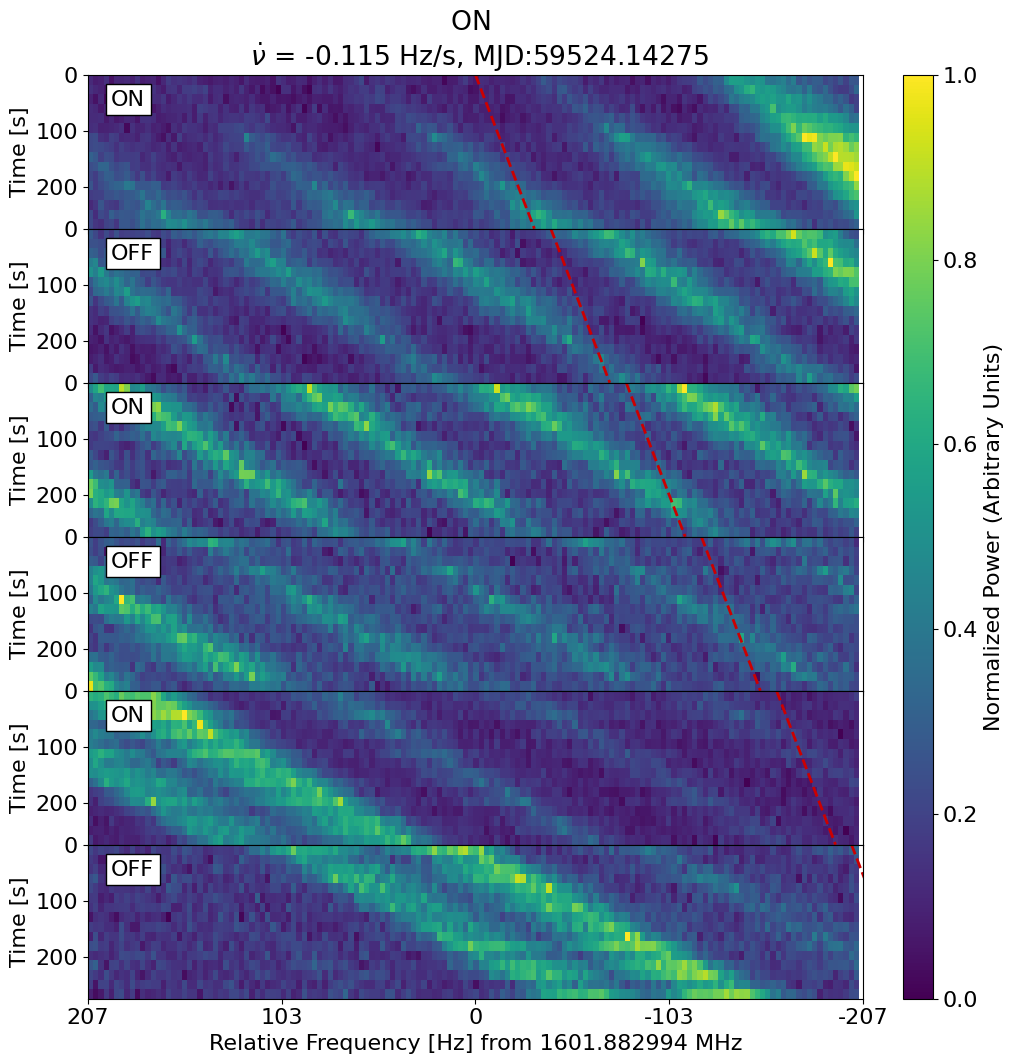 ON
ν̇ = -0.115 Hz/s, MJD:59524.14275
0
ON
100
Time [s]
200
0
OFF
100
Time [s]
200
0
ON
100
Time [s]
200
0
OFF
100
Time [s]
200
0
ON
100
Time [s]
200
0
OFF
100
Time [s]
200
207 103 0 -103 -207
Relative Frequency [Hz] from 1601.882994 MHz
1.0
0.8
0.6
0.4
0.2
0.0
Normalized Power (Arbitrary Units)